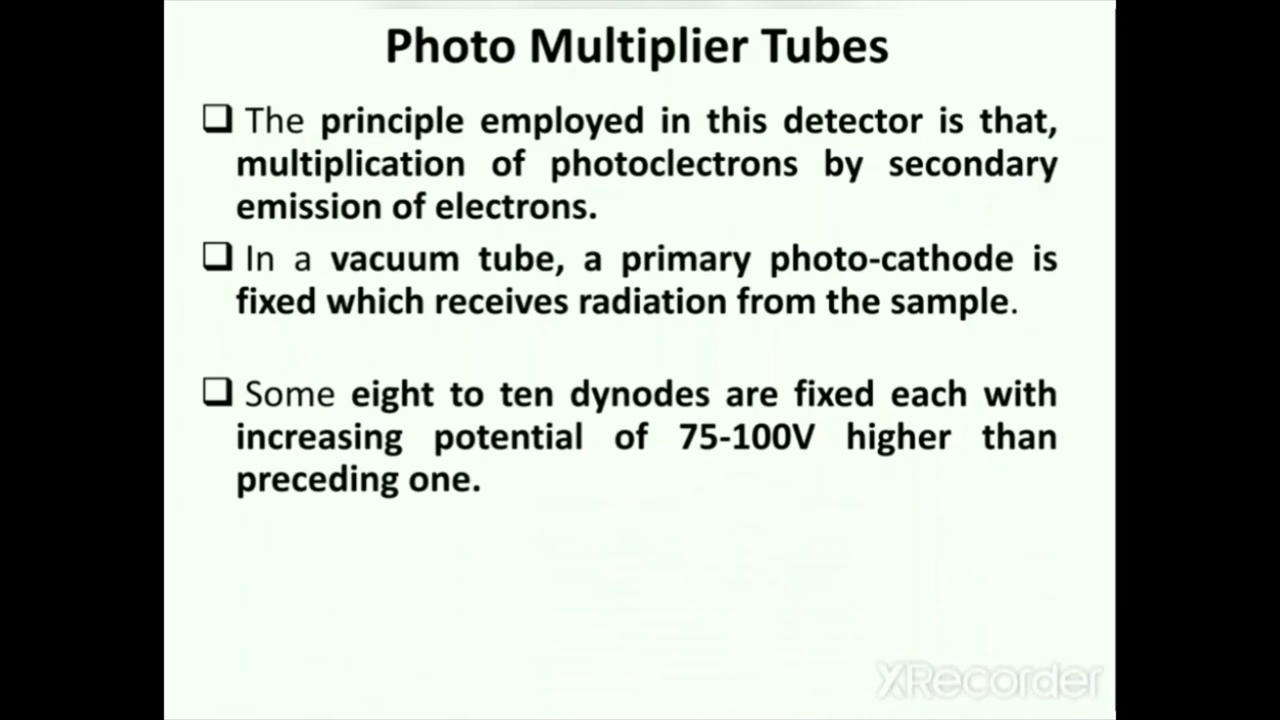 Photo Multiplier Tubes
❑ The principle employed in this detector is that,
multiplication of photoclectrons by secondary
emission of electrons.
❑ In a vacuum tube, a primary photo-cathode is
fixed which receives radiation from the sample.
❑ Some eight to ten dynodes are fixed each with
increasing potential of 75-100V higher than
preceding one.
XRecorder